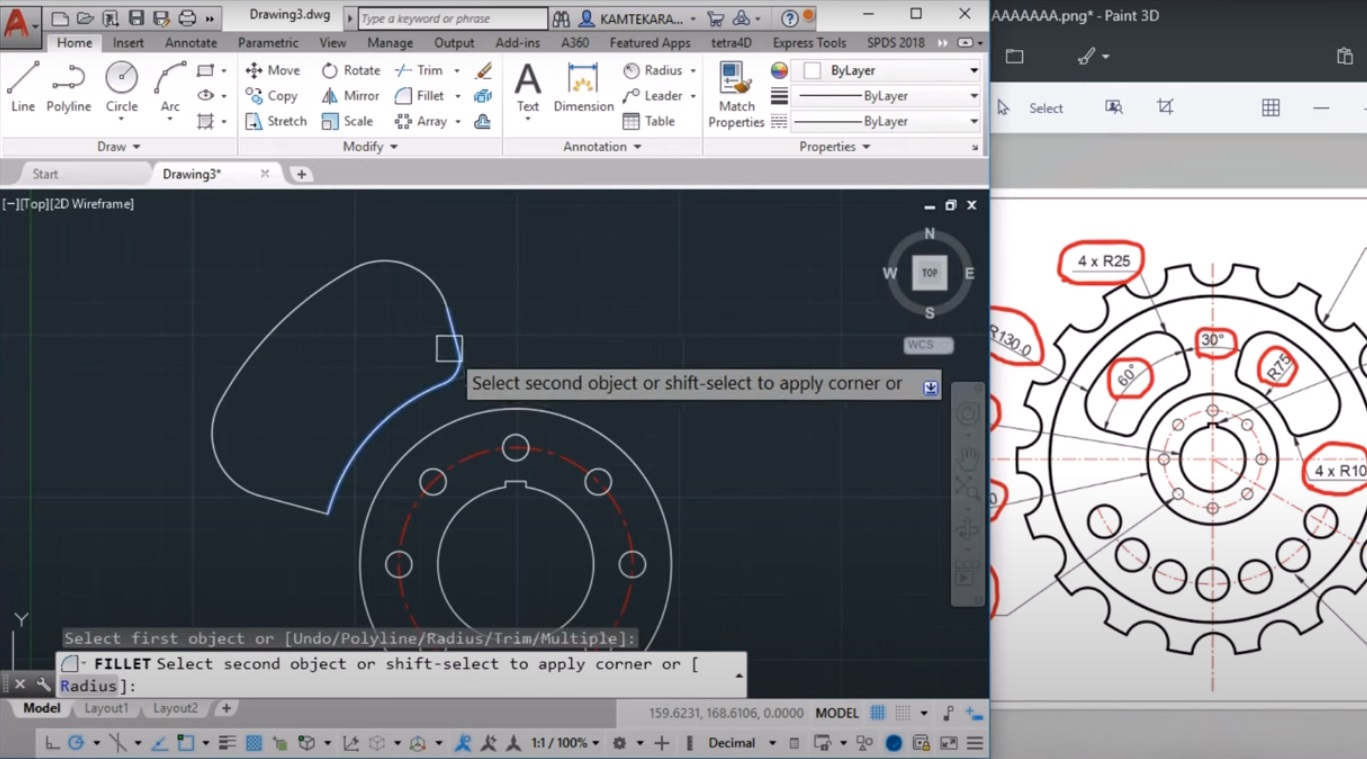 Drawing3.dwg
Type a keyword or phrase
KAMTEKARA...
AAAAAAA.png* - Paint 3D
Home Insert Annotate Parametric View Manage Output Add-ins A360 Featured Apps tetra4D Express Tools SPDS 2018
Line Polyline Circle Arc
Move Rotate Trim
Copy Mirror Fillet
Stretch Scale Array
Text Dimension
Radius
Leader
Table
Match
Properties
ByLayer
ByLayer
ByLayer
Draw Modify Annotation Properties
Select
Start Drawing3*
[−][Top][2D Wireframe]
N
W TOP E
S
WCS
4 x R25
R130.0
30°
60°
R75
4 x R10
0
Select second object or shift-select to apply corner or
Y
Select first object or [Undo/Polyline/Radius/Trim/Multiple]:
FILLET Select second object or shift-select to apply corner or [
Radius]:
Model Layout1 Layout2
159.6231, 168.6106, 0.0000 MODEL
1:1 / 100% Decimal